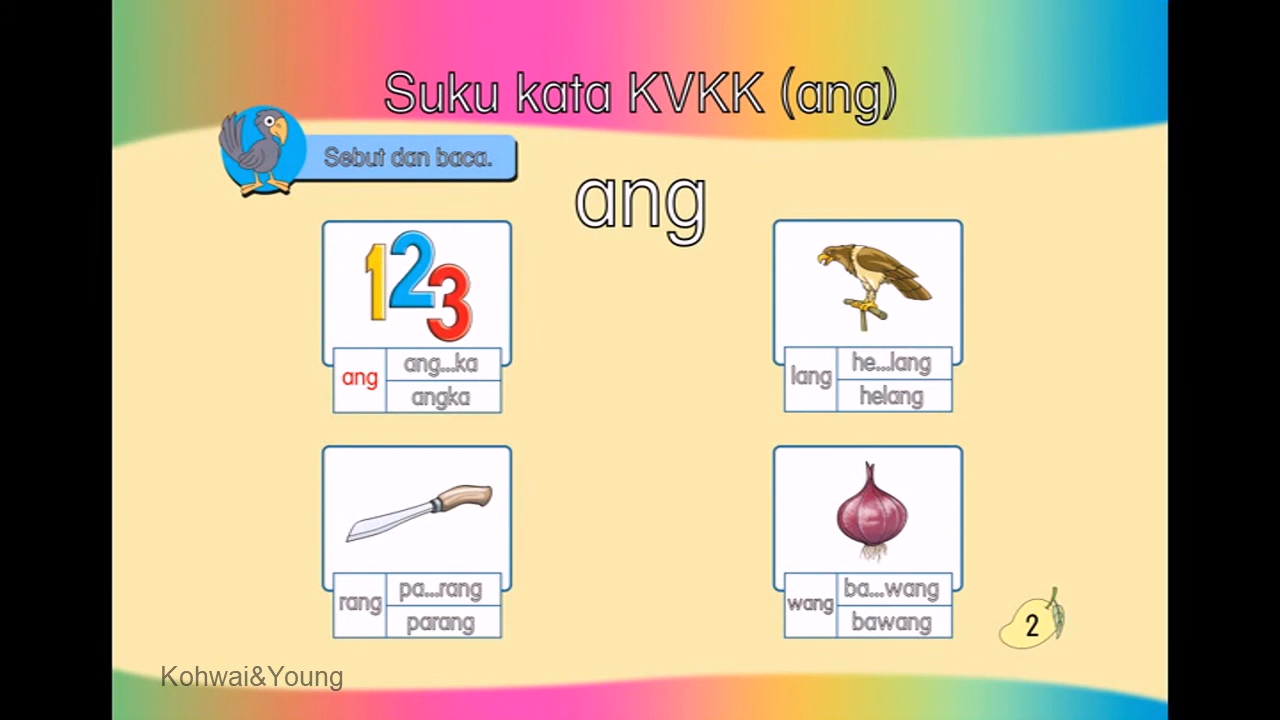 Suku kata KVKK (ang)
Sebut dan baca.
ang
123
ang
ang...ka
angka
lang
he...lang
helang
rang
pa...rang
parang
wang
ba...wang
bawang
2
Kohwai&Young